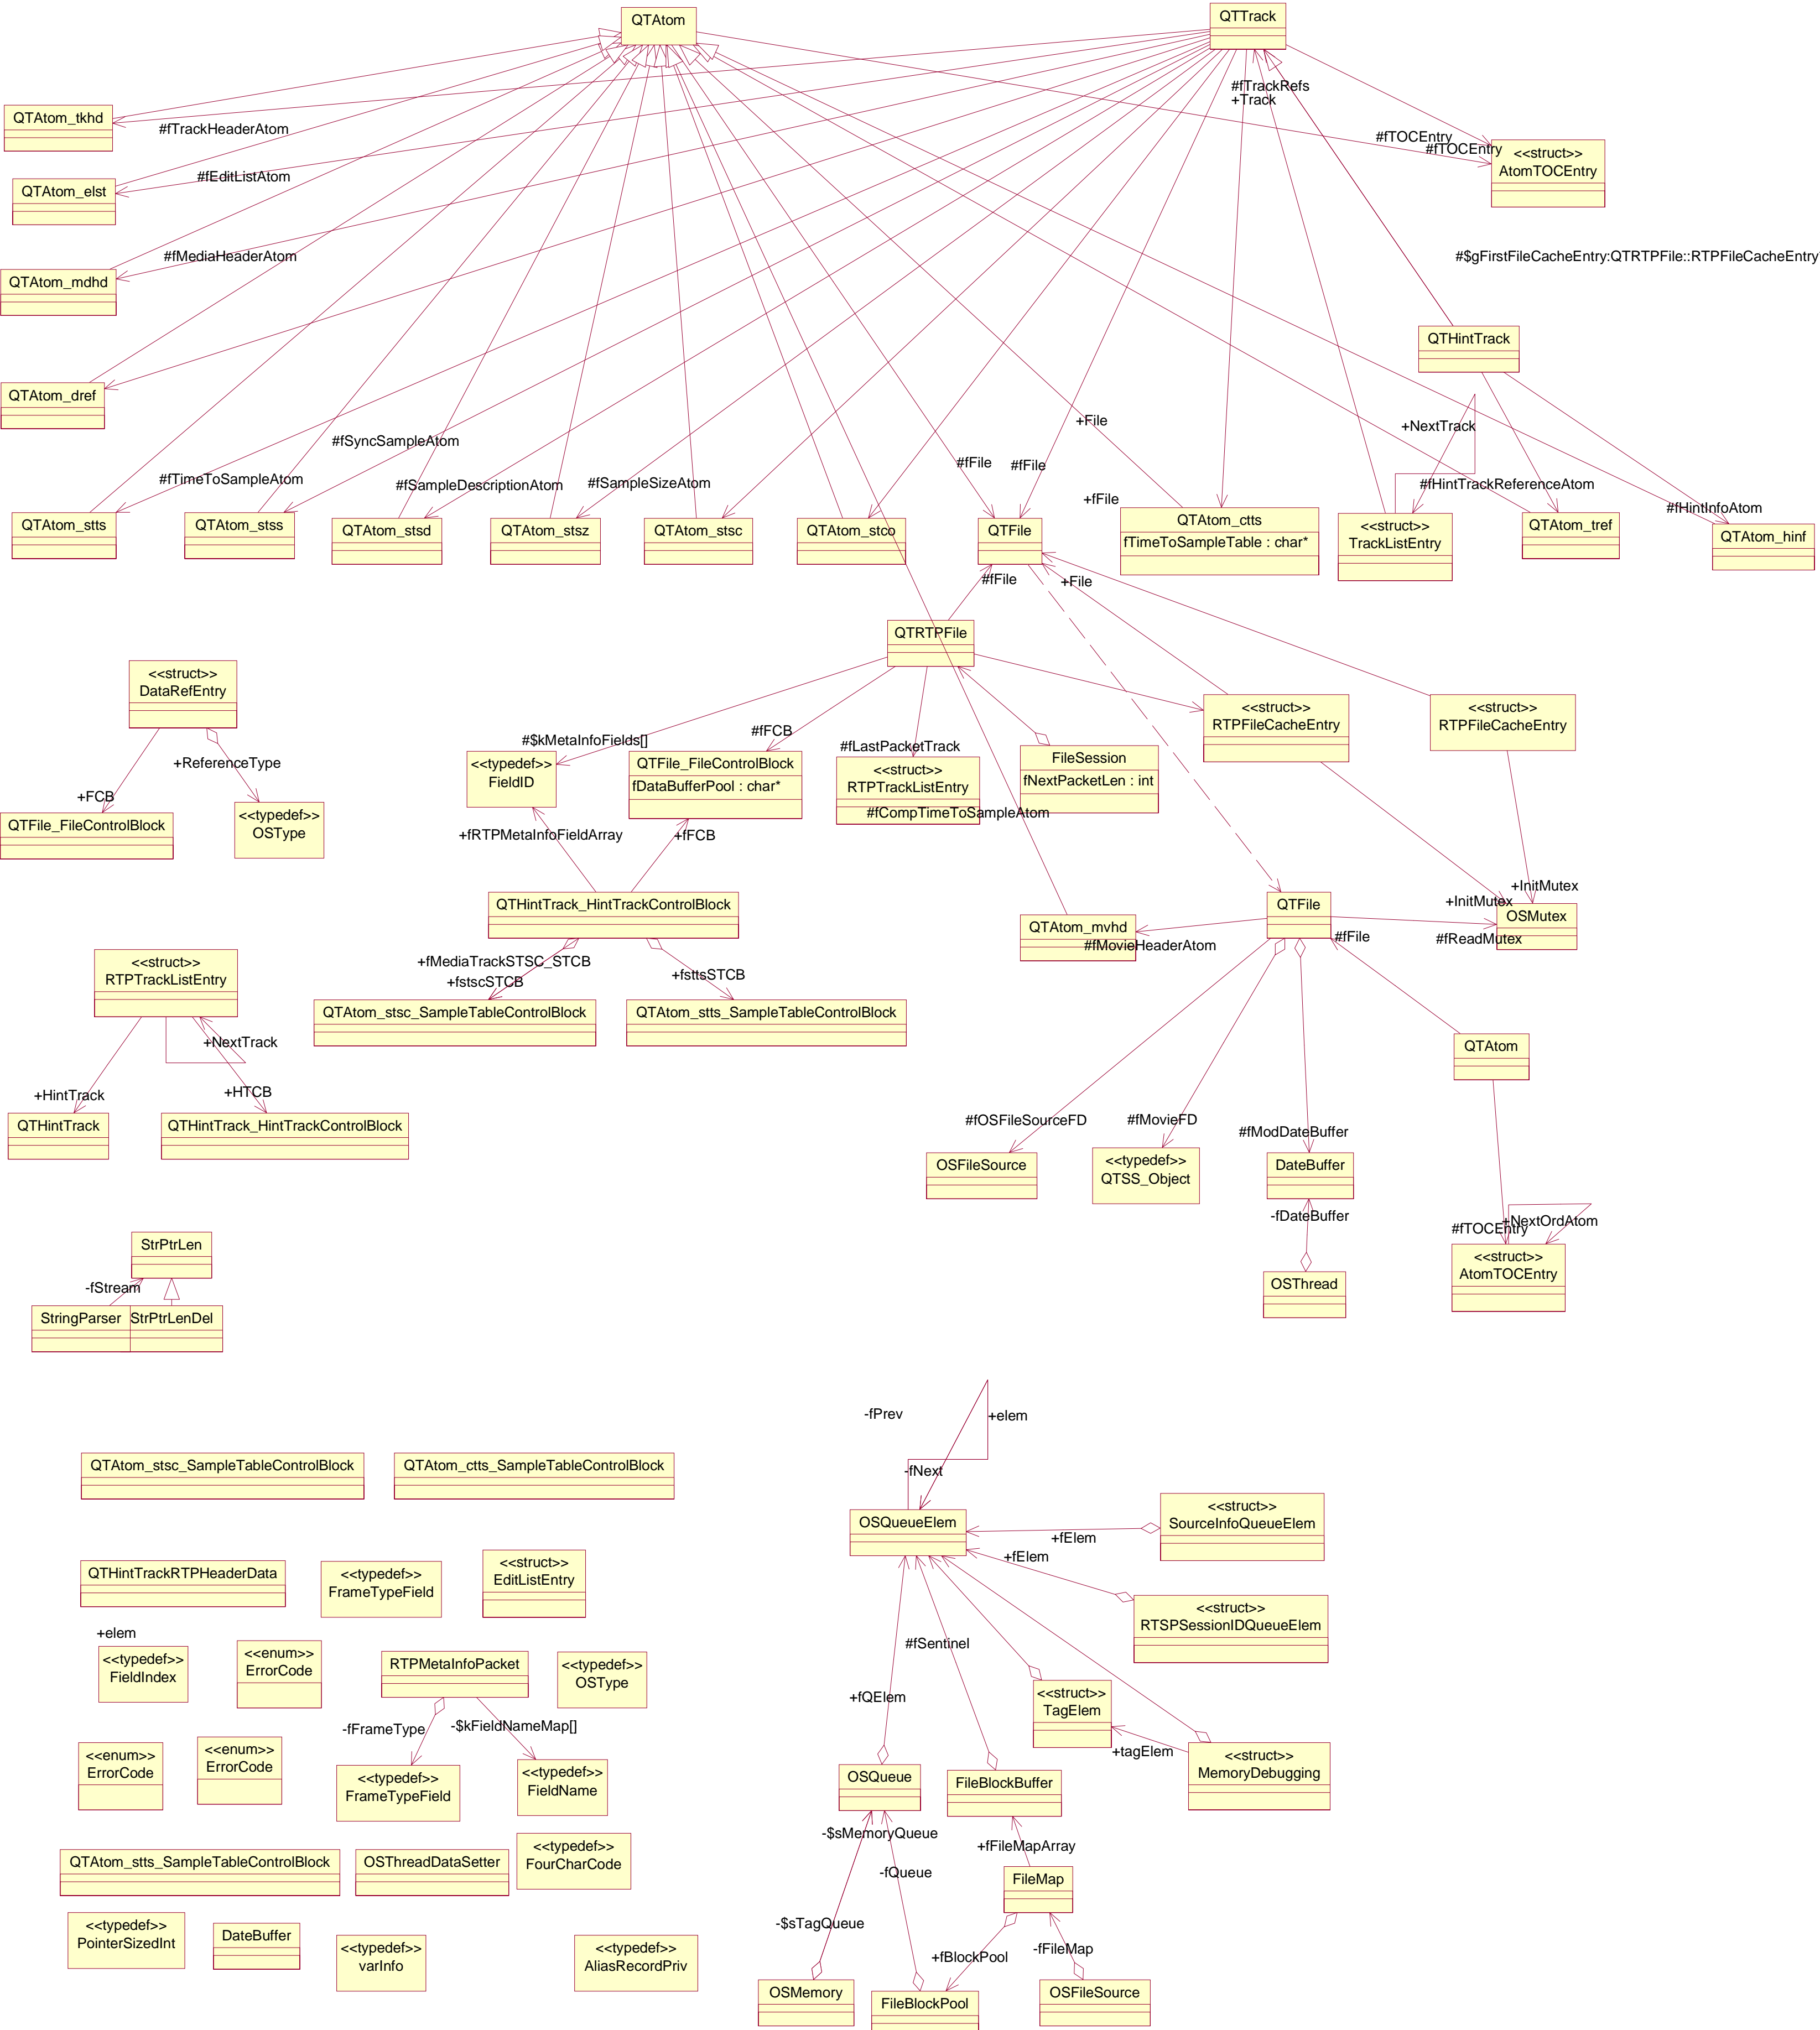 QTAtom
QTTrack
#fTrackRefs
+Track
QTAtom_tkhd
#fTrackHeaderAtom
#fTOCEntry
#fTOCEntry
<<struct>>
AtomTOCEntry
QTAtom_elst
#fEditListAtom
#fMediaHeaderAtom
#$gFirstFileCacheEntry:QTRTPFile::RTPFileCacheEntry
QTAtom_mdhd
QTHintTrack
QTAtom_dref
+File
+NextTrack
#fSyncSampleAtom
#fTimeToSampleAtom
#fSampleDescriptionAtom
#fSampleSizeAtom
#fFile
#fFile
+fFile
#fHintTrackReferenceAtom
#fHintInfoAtom
QTAtom_stts
QTAtom_stss
QTAtom_stsd
QTAtom_stsz
QTAtom_stsc
QTAtom_stco
QTFile
QTAtom_ctts
fTimeToSampleTable : char*
<<struct>>
TrackListEntry
QTAtom_tref
QTAtom_hinf
#fFile
+File
QTRTPFile
<<struct>>
DataRefEntry
<<struct>>
RTPFileCacheEntry
<<struct>>
RTPFileCacheEntry
#$kMetaInfoFields[]
#fFCB
#fLastPacketTrack
+ReferenceType
<<typedef>>
FieldID
QTFile_FileControlBlock
fDataBufferPool : char*
<<struct>>
RTPTrackListEntry
FileSession
fNextPacketLen : int
+FCB
QTFile_FileControlBlock
<<typedef>>
OSType
#fCompTimeToSampleAtom
+fRTPMetaInfoFieldArray
+fFCB
+InitMutex
+InitMutex
QTHintTrack_HintTrackControlBlock
QTAtom_mvhd
QTFile
OSMutex
#fMovieHeaderAtom
#fFile
#fReadMutex
+fMediaTrackSTSC_STCB
+fstscSTCB
+fsttsSTCB
<<struct>>
RTPTrackListEntry
QTAtom_stsc_SampleTableControlBlock
QTAtom_stts_SampleTableControlBlock
+NextTrack
QTAtom
+HintTrack
+HTCB
QTHintTrack
QTHintTrack_HintTrackControlBlock
#fOSFileSourceFD
#fMovieFD
#fModDateBuffer
OSFileSource
<<typedef>>
QTSS_Object
DateBuffer
-fDateBuffer
#fTOCEntry
+NextOrdAtom
StrPtrLen
<<struct>>
AtomTOCEntry
OSThread
-fStream
StringParser
StrPtrLenDel
-fPrev
+elem
-fNext
QTAtom_stsc_SampleTableControlBlock
QTAtom_ctts_SampleTableControlBlock
OSQueueElem
<<struct>>
SourceInfoQueueElem
+fElem
+fElem
QTHintTrackRTPHeaderData
<<typedef>>
FrameTypeField
<<struct>>
EditListEntry
<<struct>>
RTSPSessionIDQueueElem
+elem
<<typedef>>
FieldIndex
<<enum>>
ErrorCode
RTPMetaInfoPacket
<<typedef>>
OSType
#fSentinel
+fQElem
<<struct>>
TagElem
-fFrameType
-$kFieldNameMap[]
+tagElem
<<enum>>
ErrorCode
<<enum>>
ErrorCode
<<typedef>>
FrameTypeField
<<typedef>>
FieldName
OSQueue
FileBlockBuffer
<<struct>>
MemoryDebugging
-$sMemoryQueue
+fFileMapArray
-fQueue
QTAtom_stts_SampleTableControlBlock
OSThreadDataSetter
<<typedef>>
FourCharCode
FileMap
-$sTagQueue
+fBlockPool
-fFileMap
<<typedef>>
PointerSizedInt
DateBuffer
<<typedef>>
varInfo
<<typedef>>
AliasRecordPriv
OSMemory
FileBlockPool
OSFileSource